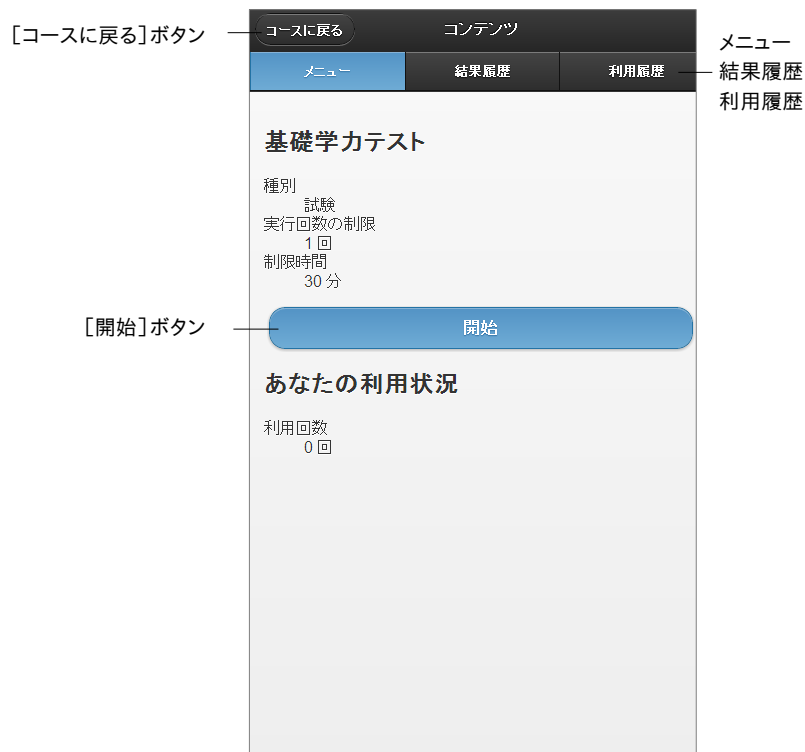 ［コースに戻る］ボタン
コースに戻る
コンテンツ
メニュー
結果履歴
利用履歴
メニュー
結果履歴
利用履歴
基礎学力テスト
種別
試験
実行回数の制限
1 回
制限時間
30 分
［開始］ボタン
開始
あなたの利用状況
利用回数
0 回